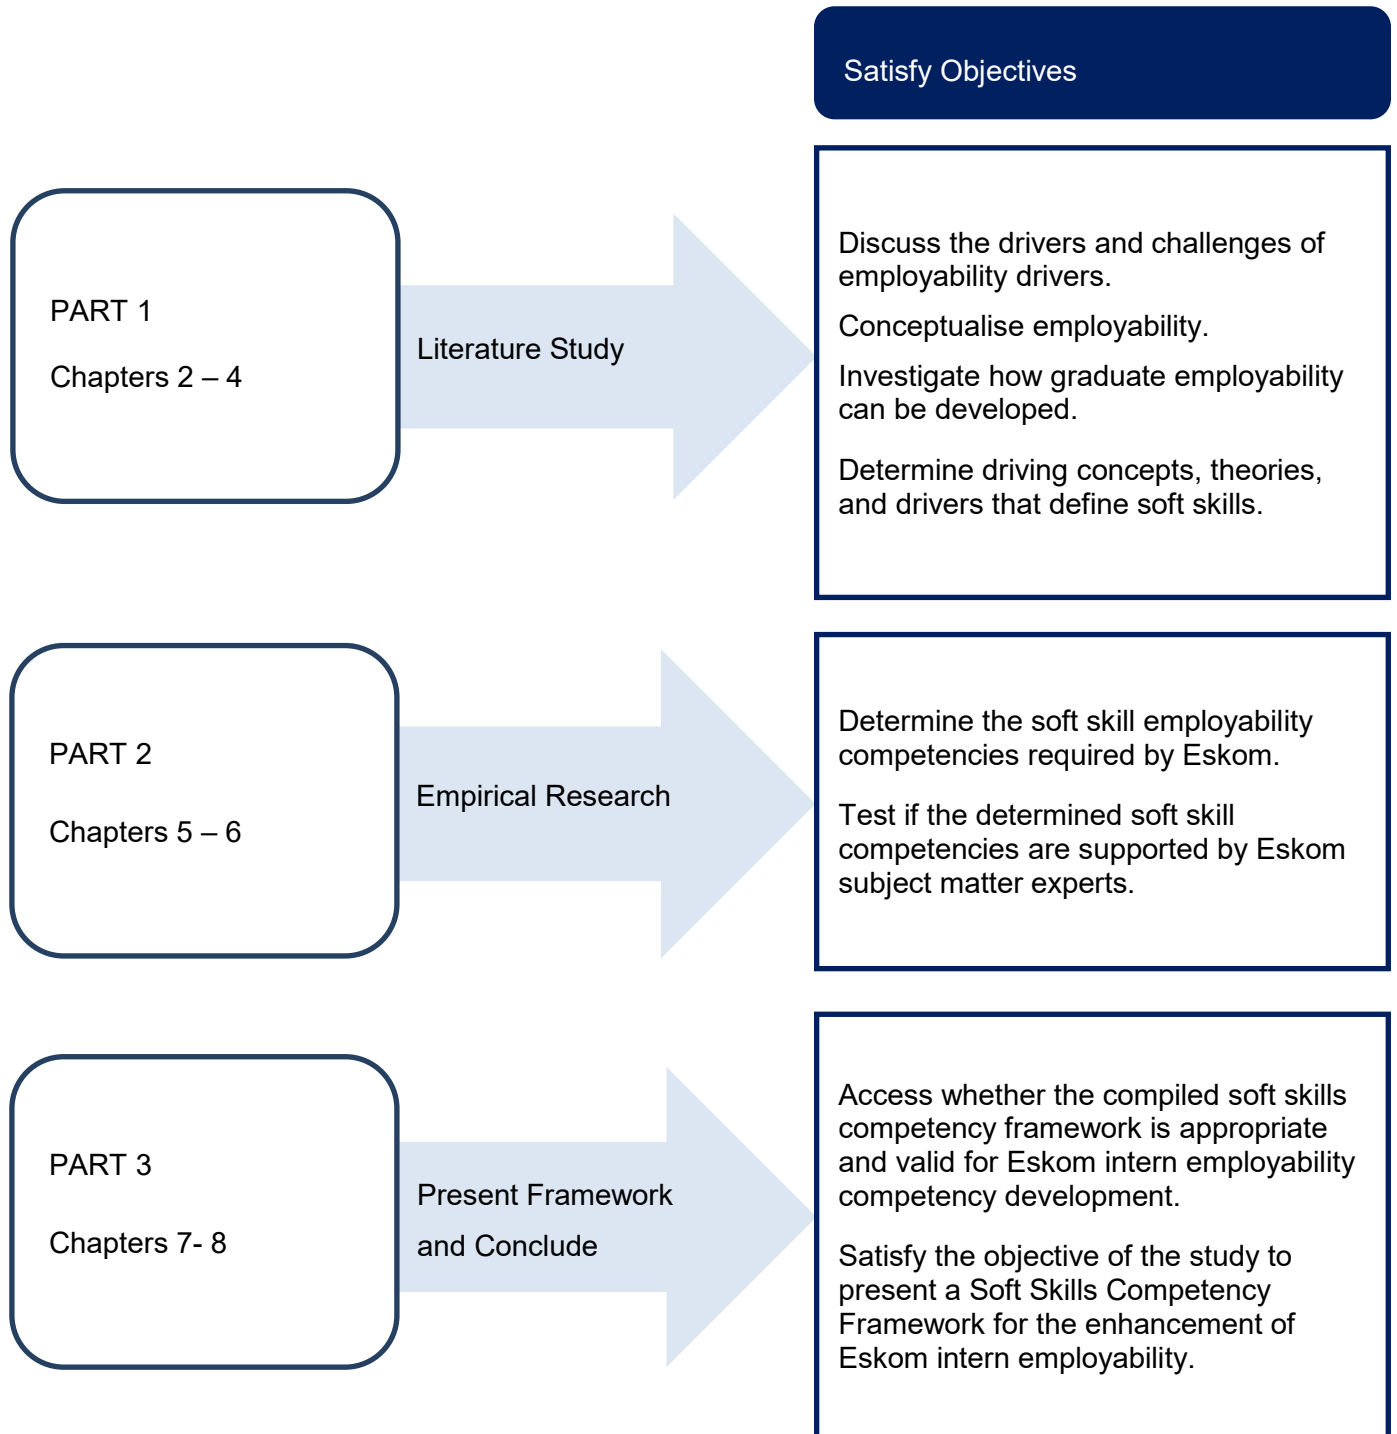 Satisfy Objectives
PART 1
Chapters 2 – 4
Literature Study
Discuss the drivers and challenges of
employability drivers.
Conceptualise employability.
Investigate how graduate employability
can be developed.
Determine driving concepts, theories,
and drivers that define soft skills.
PART 2
Chapters 5 – 6
Empirical Research
Determine the soft skill employability
competencies required by Eskom.
Test if the determined soft skill
competencies are supported by Eskom
subject matter experts.
PART 3
Chapters 7- 8
Present Framework
and Conclude
Access whether the compiled soft skills
competency framework is appropriate
and valid for Eskom intern employability
competency development.
Satisfy the objective of the study to
present a Soft Skills Competency
Framework for the enhancement of
Eskom intern employability.